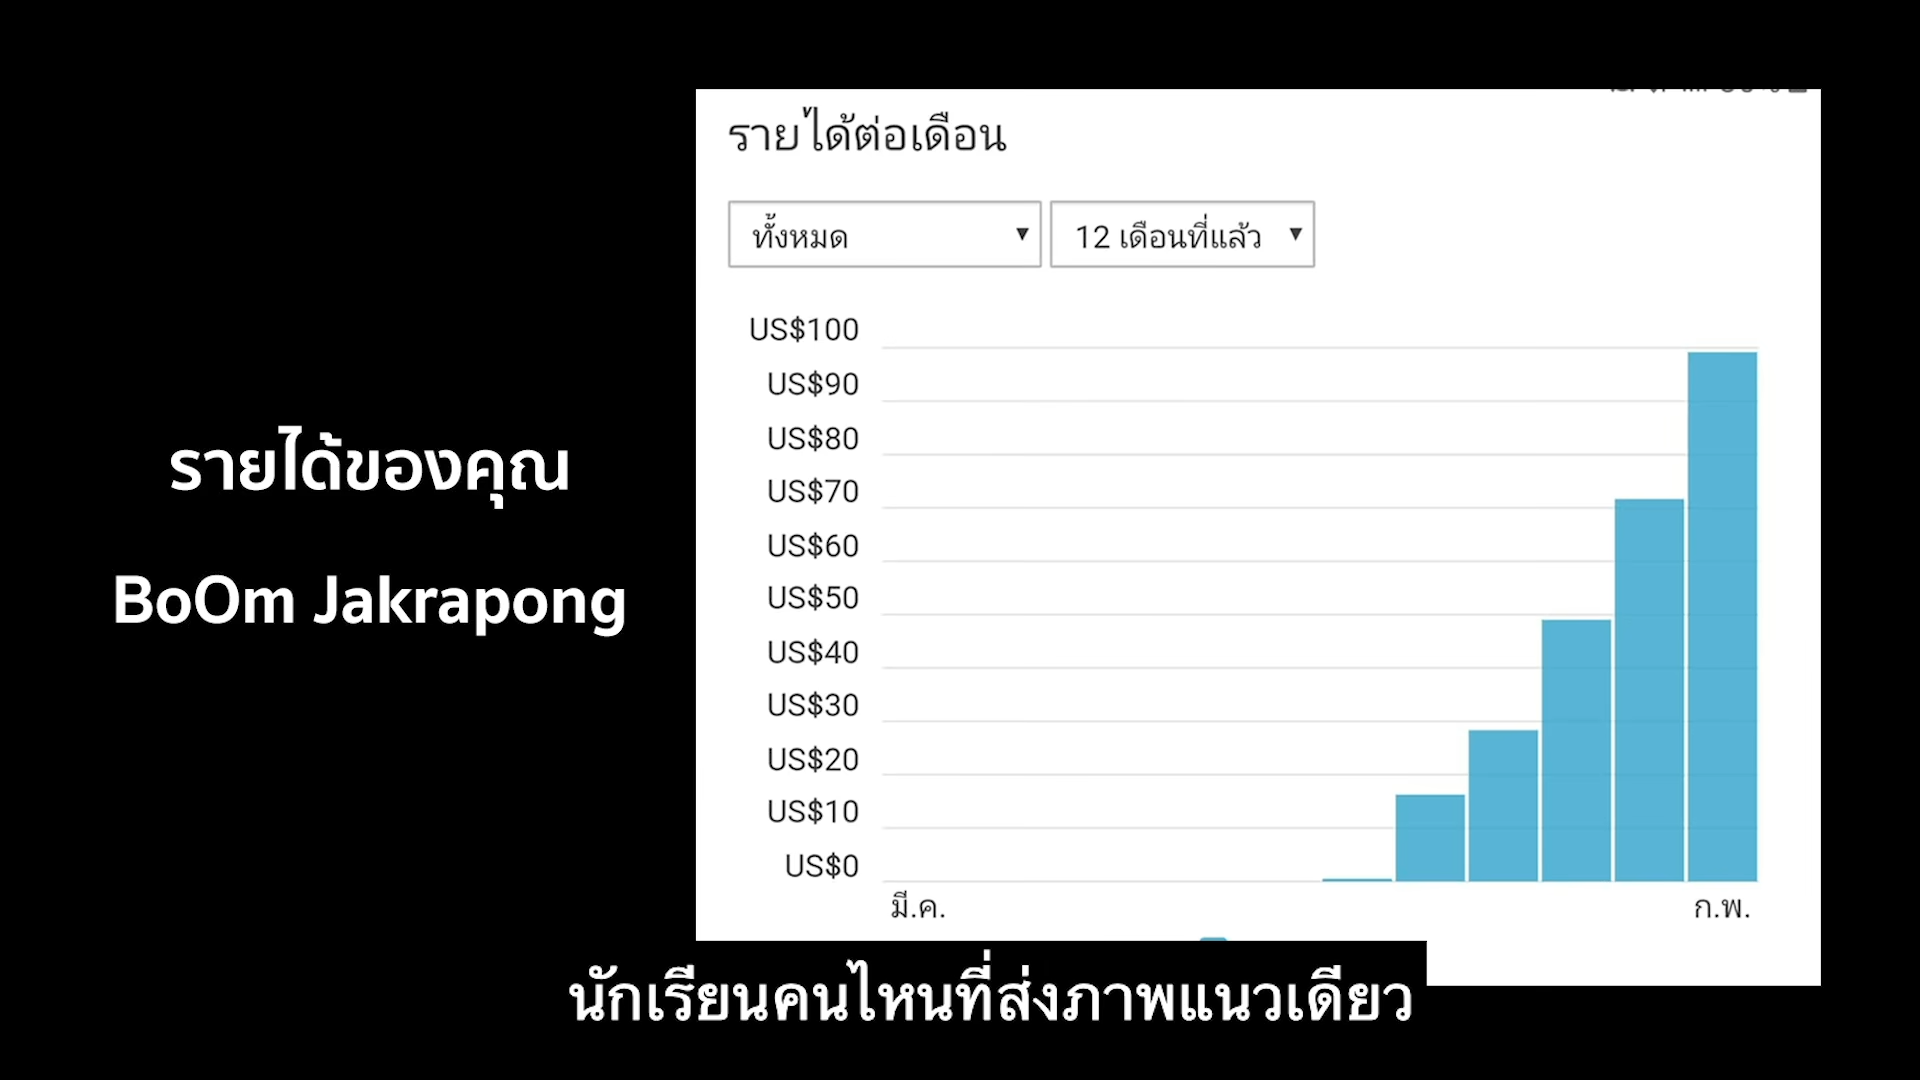 รายได้ต่อเดือน
ทั้งหมด
12 เดือนที่แล้ว
US$100
US$90
US$80
US$70
US$60
US$50
US$40
US$30
US$20
US$10
US$0
มี.ค.
ก.พ.
รายได้ของคุณ
BoOm Jakrapong
นักเรียนคนไหนที่ส่งภาพแนวเดียว